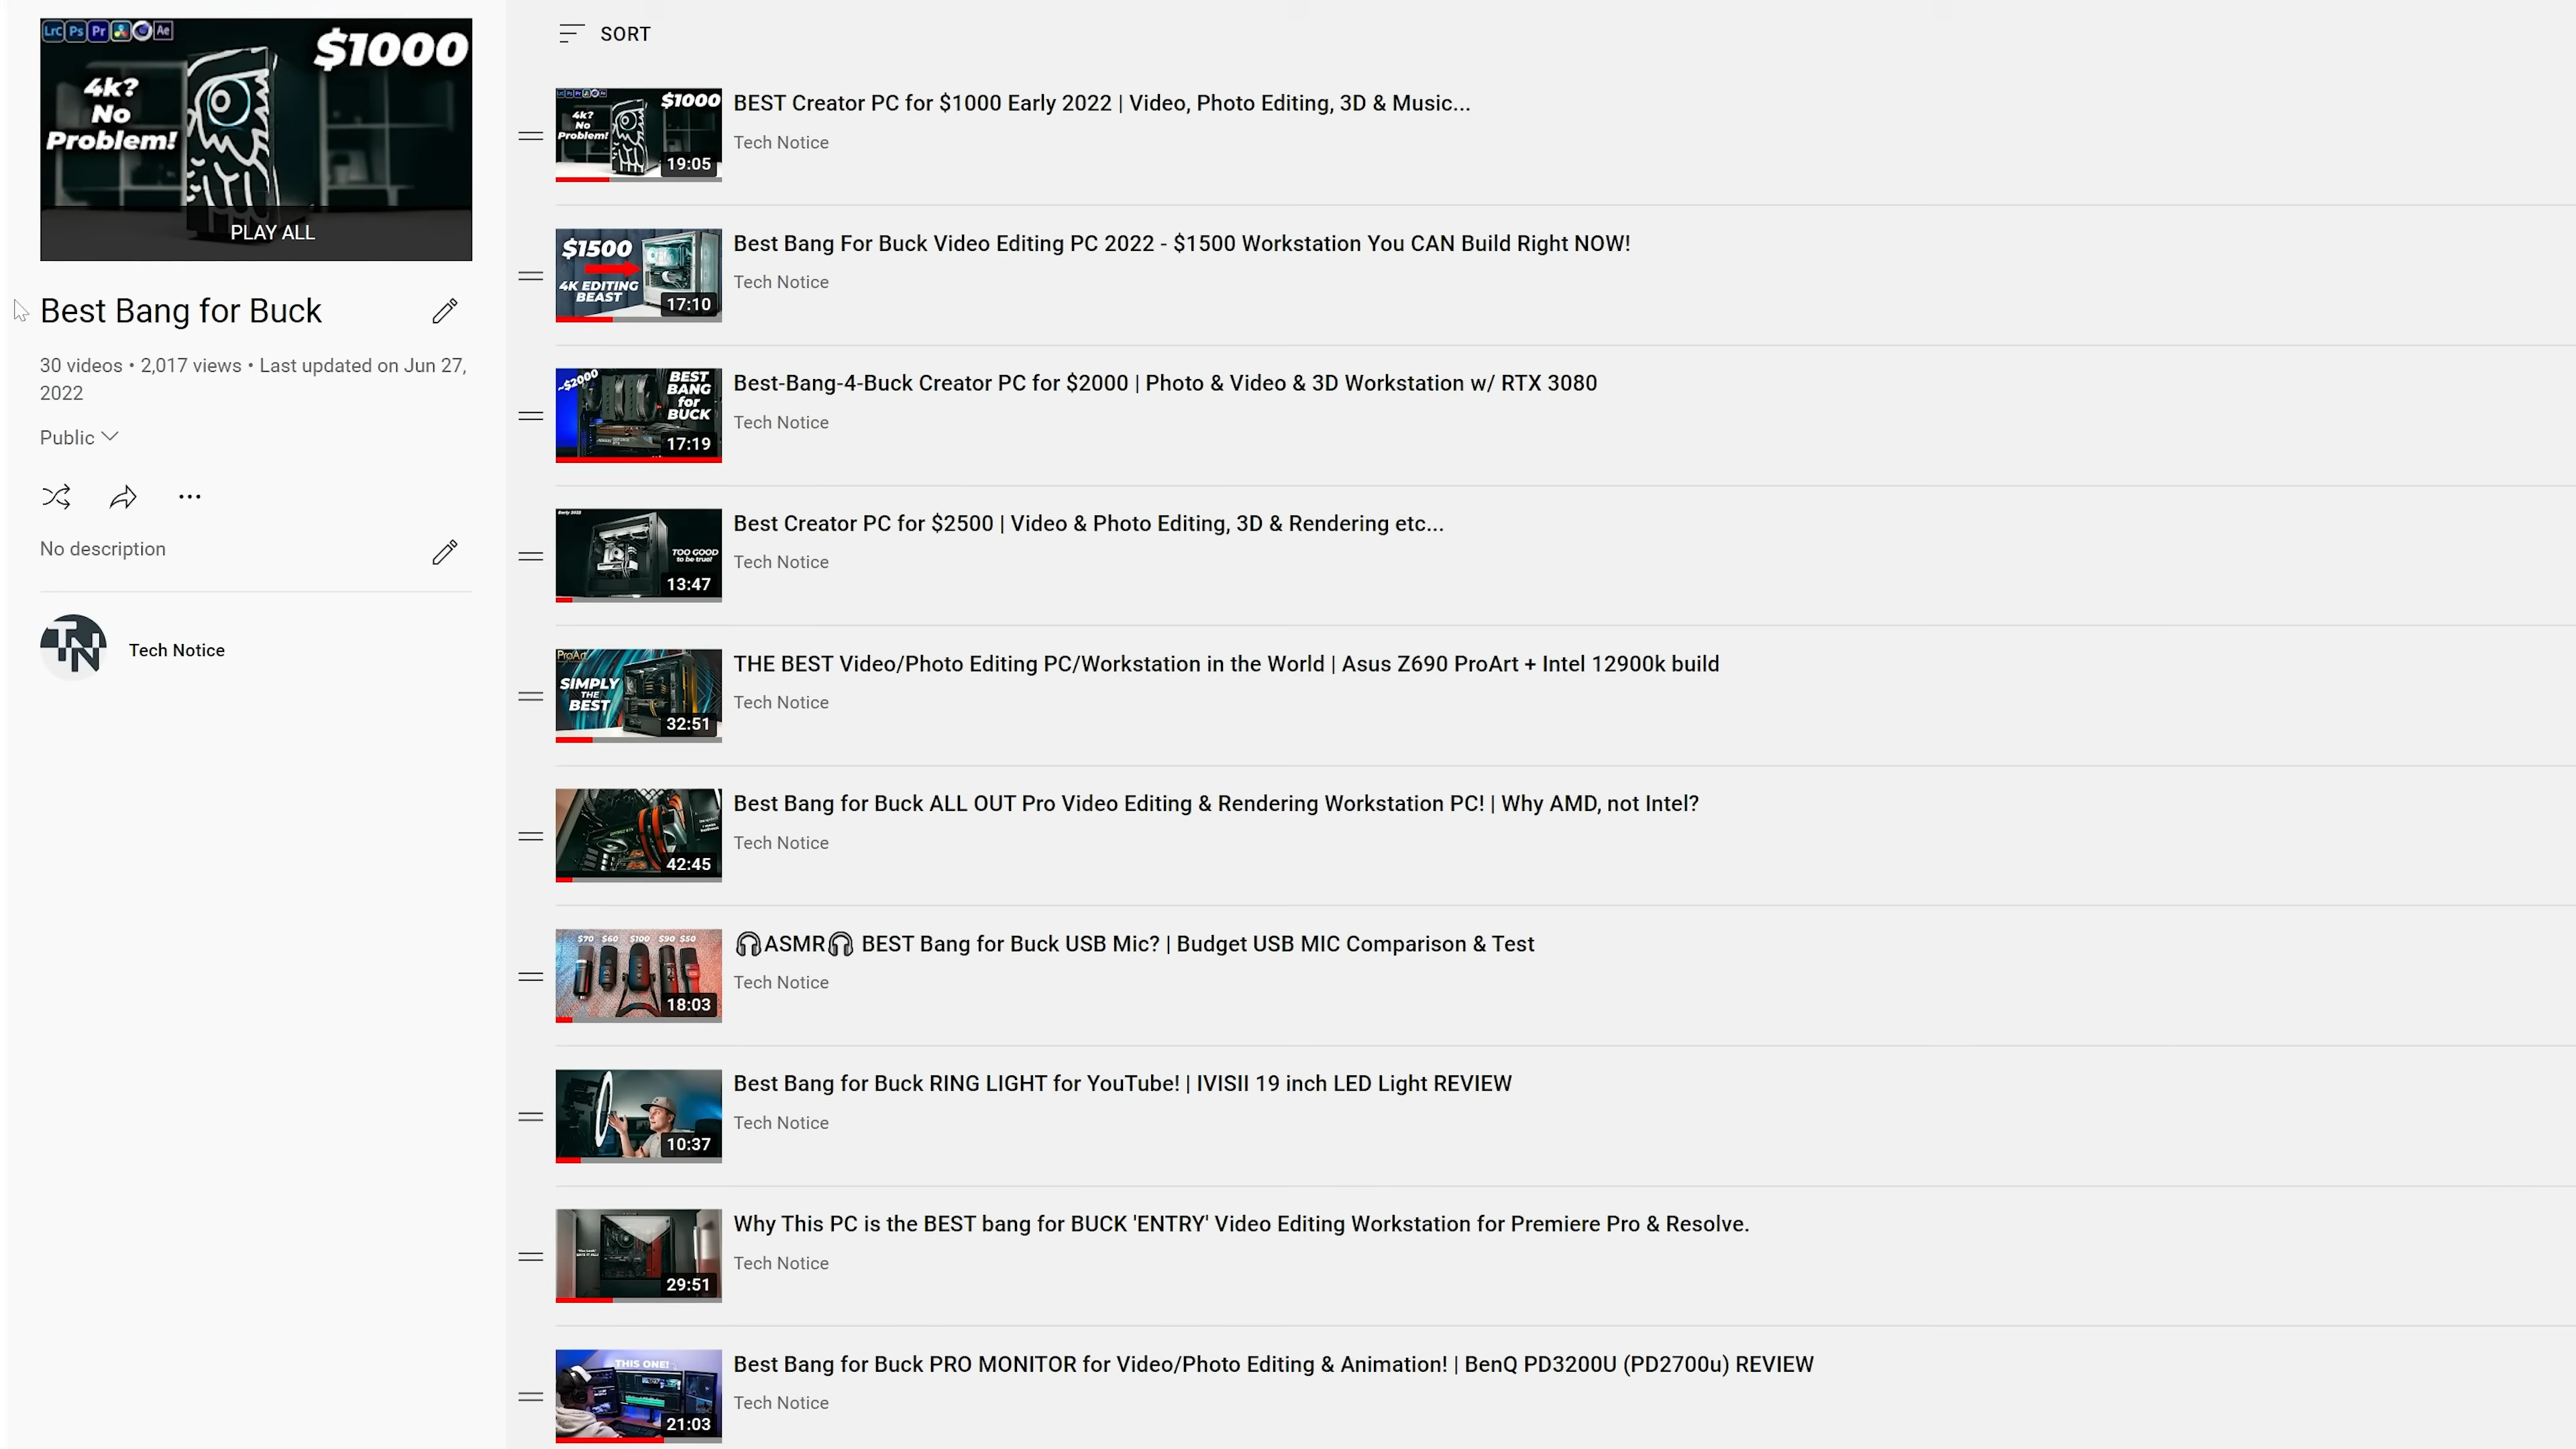 Lrc Ps Pr Ae
$1000
4k?
No
Problem!
PLAY ALL
Best Bang for Buck
30 videos • 2,017 views • Last updated on Jun 27,
2022
Public
No description
TN
Tech Notice
SORT
$1000
4k?
No
Problem!
19:05
BEST Creator PC for $1000 Early 2022 | Video, Photo Editing, 3D & Music...
Tech Notice
$1500
4K EDITING
BEAST
17:10
Best Bang For Buck Video Editing PC 2022 - $1500 Workstation You CAN Build Right NOW!
Tech Notice
~$2000
BEST
BANG
for
BUCK
17:19
Best-Bang-4-Buck Creator PC for $2000 | Photo & Video & 3D Workstation w/ RTX 3080
Tech Notice
TOO GOOD
to be true!
13:47
Best Creator PC for $2500 | Video & Photo Editing, 3D & Rendering etc...
Tech Notice
ProArt
SIMPLY
THE
BEST
32:51
THE BEST Video/Photo Editing PC/Workstation in the World | Asus Z690 ProArt + Intel 12900k build
Tech Notice
42:45
Best Bang for Buck ALL OUT Pro Video Editing & Rendering Workstation PC! | Why AMD, not Intel?
Tech Notice
$70 $60 $100 $90 $50
18:03
🎧ASMR🎧 BEST Bang for Buck USB Mic? | Budget USB MIC Comparison & Test
Tech Notice
10:37
Best Bang for Buck RING LIGHT for YouTube! | IVISII 19 inch LED Light REVIEW
Tech Notice
29:51
Why This PC is the BEST bang for BUCK 'ENTRY' Video Editing Workstation for Premiere Pro & Resolve.
Tech Notice
THIS ONE!
21:03
Best Bang for Buck PRO MONITOR for Video/Photo Editing & Animation! | BenQ PD3200U (PD2700u) REVIEW
Tech Notice